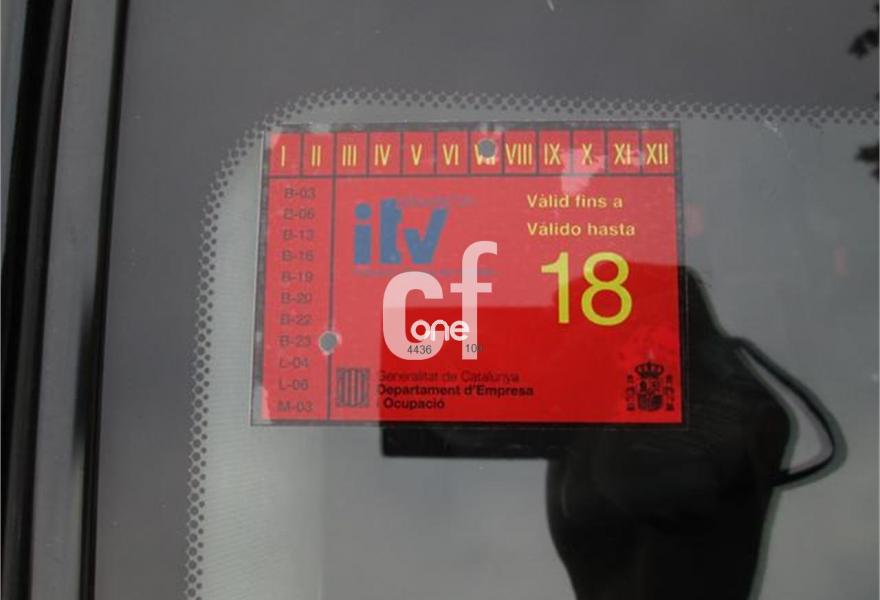 I II III IV V VI VII VIII IX X XI XII
B-03
B-06
B-13
B-16
B-19
B-20
B-22
B-23
L-04
L-06
M-03
itv
Vàlid fins a
Válido hasta
18
cf
one
4436
Generalitat de Catalunya
Departament d'Empresa
i Ocupació